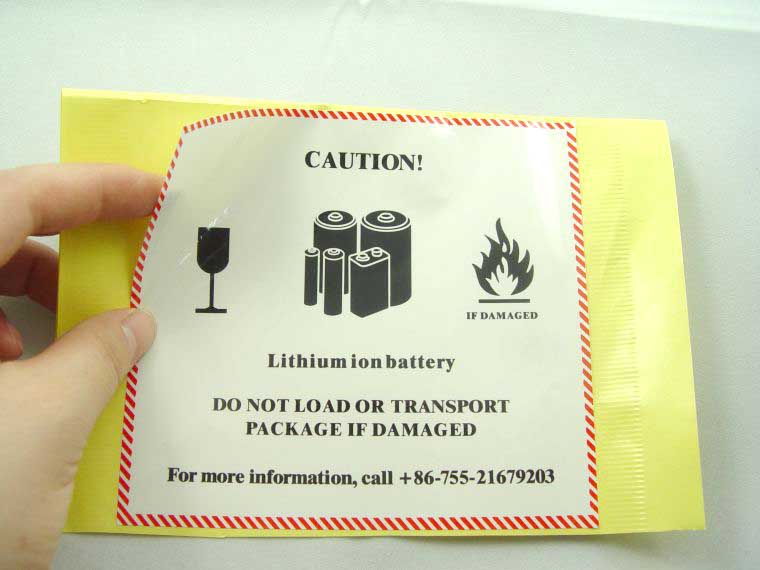 CAUTION!
IF DAMAGED
Lithium ion battery
DO NOT LOAD OR TRANSPORT
PACKAGE IF DAMAGED
For more information, call +86-755-21679203